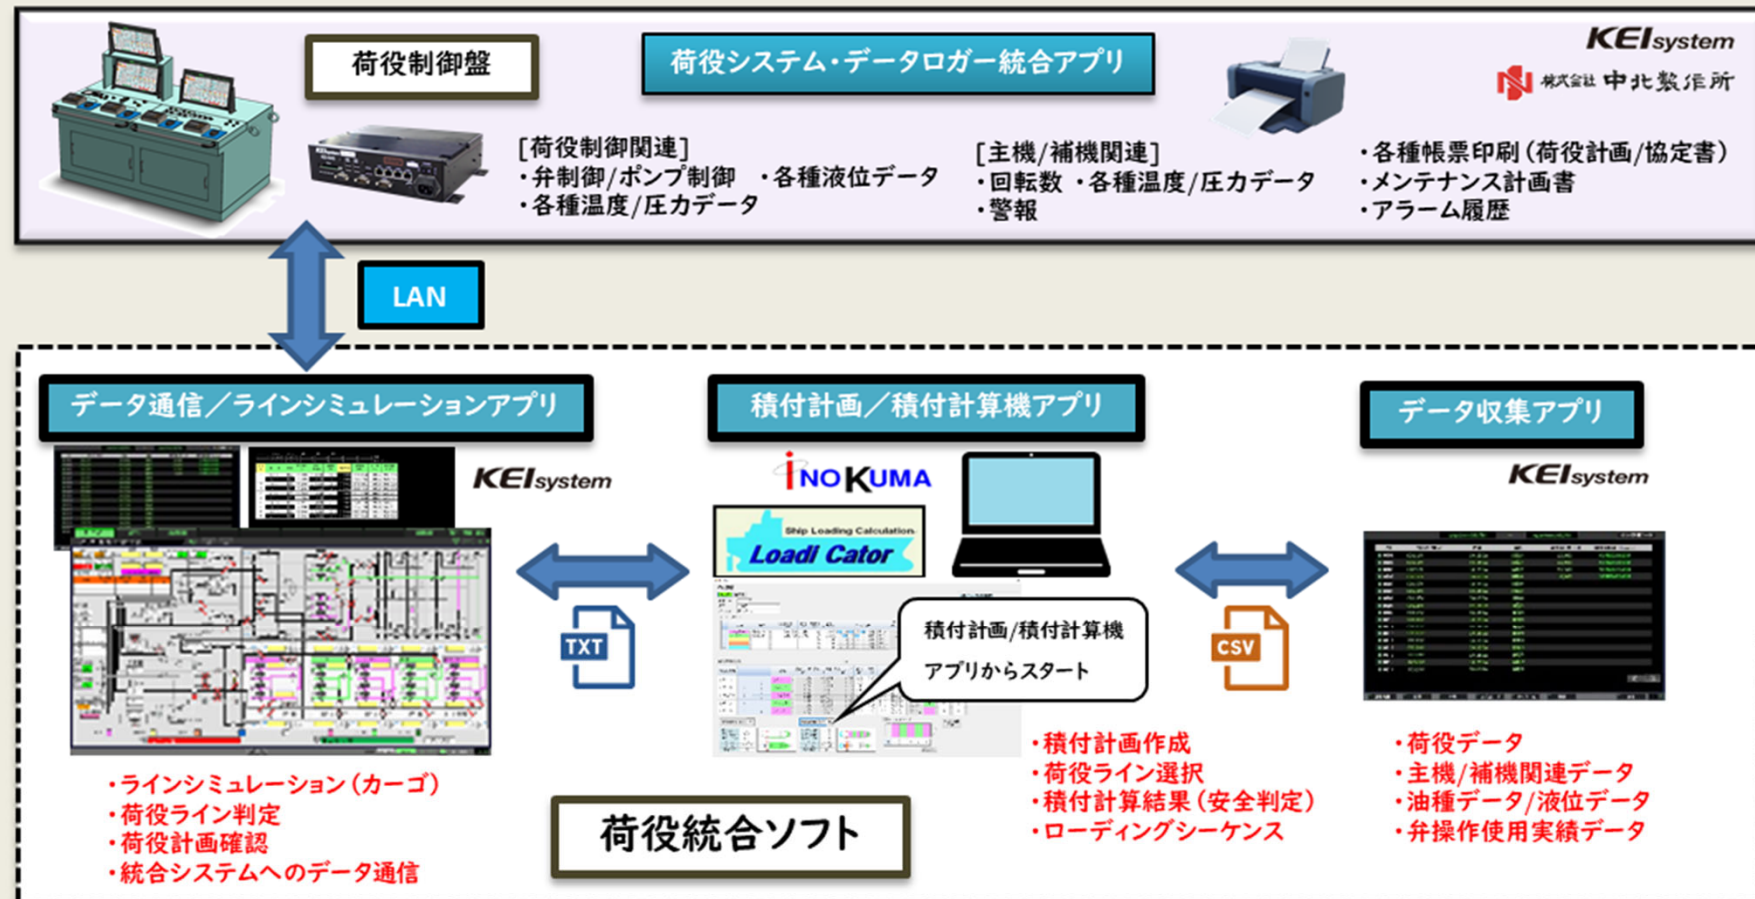 荷役制御盤
荷役システム・データロガー統合アプリ
KEIsystem
株式会社 中北製作所
[荷役制御関連]
・弁制御/ポンプ制御 ・各種液位データ
・各種温度/圧力データ
[主機/補機関連]
・回転数 ・各種温度/圧力データ
・警報
・各種帳票印刷(荷役計画/協定書)
・メンテナンス計画書
・アラーム履歴
LAN
データ通信/ラインシミュレーションアプリ
KEIsystem
・ラインシミュレーション(カーゴ)
・荷役ライン判定
・荷役計画確認
・統合システムへのデータ通信
TXT
積付計画/積付計算機アプリ
iNOKUMA
Ship Loading Calculation
Loadi Cator
積付計画/積付計算機
アプリからスタート
・積付計画作成
・荷役ライン選択
・積付計算結果(安全判定)
・ローディングシーケンス
CSV
データ収集アプリ
KEIsystem
・荷役データ
・主機/補機関連データ
・油種データ/液位データ
・弁操作使用実績データ
荷役統合ソフト